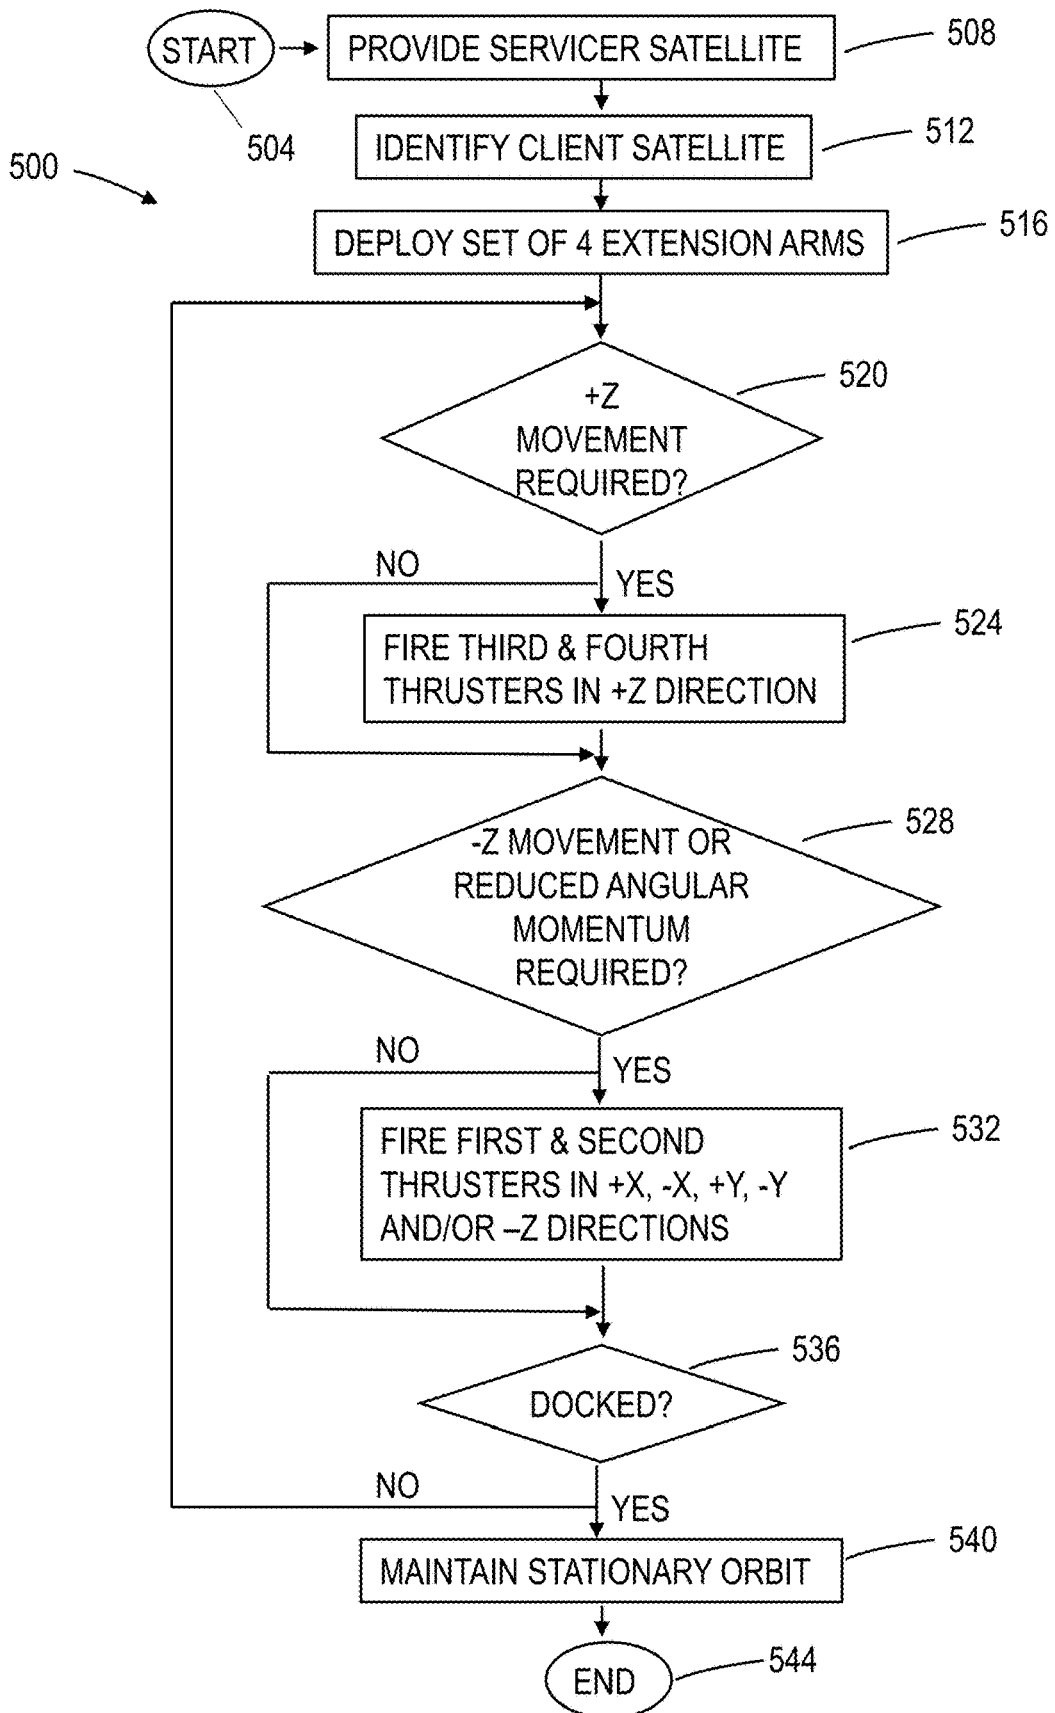 START
PROVIDE SERVICER SATELLITE
508
504
500
IDENTIFY CLIENT SATELLITE
512
DEPLOY SET OF 4 EXTENSION ARMS
516
+Z
MOVEMENT
REQUIRED?
520
NO
YES
FIRE THIRD & FOURTH
THRUSTERS IN +Z DIRECTION
524
-Z MOVEMENT OR
REDUCED ANGULAR
MOMENTUM
REQUIRED?
528
NO
YES
FIRE FIRST & SECOND
THRUSTERS IN +X, -X, +Y, -Y
AND/OR –Z DIRECTIONS
532
DOCKED?
536
NO
YES
MAINTAIN STATIONARY ORBIT
540
END
544